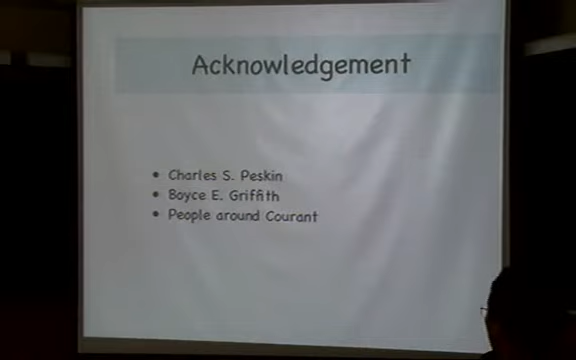 Acknowledgement
• Charles S. Peskin
• Boyce E. Griffith
• People around Courant